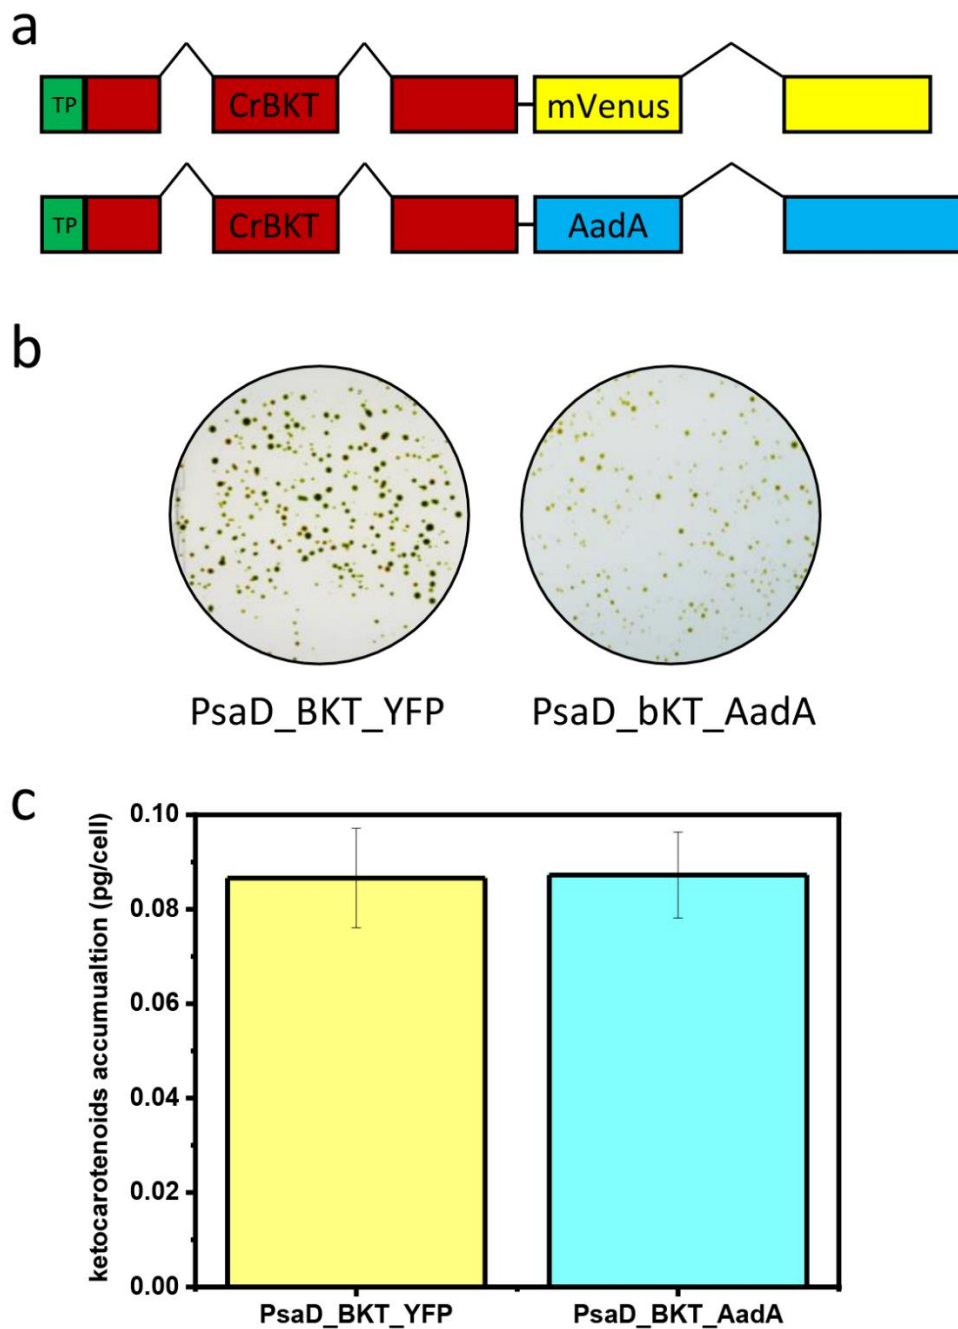 a
TP CrBKT mVenus
TP CrBKT AadA
b
PsaD_BKT_YFP PsaD_bKT_AadA
c
ketocarotenoids accumualtion (pg/cell)
0.10
0.08
0.06
0.04
0.02
0.00
PsaD_BKT_YFP PsaD_BKT_AadA